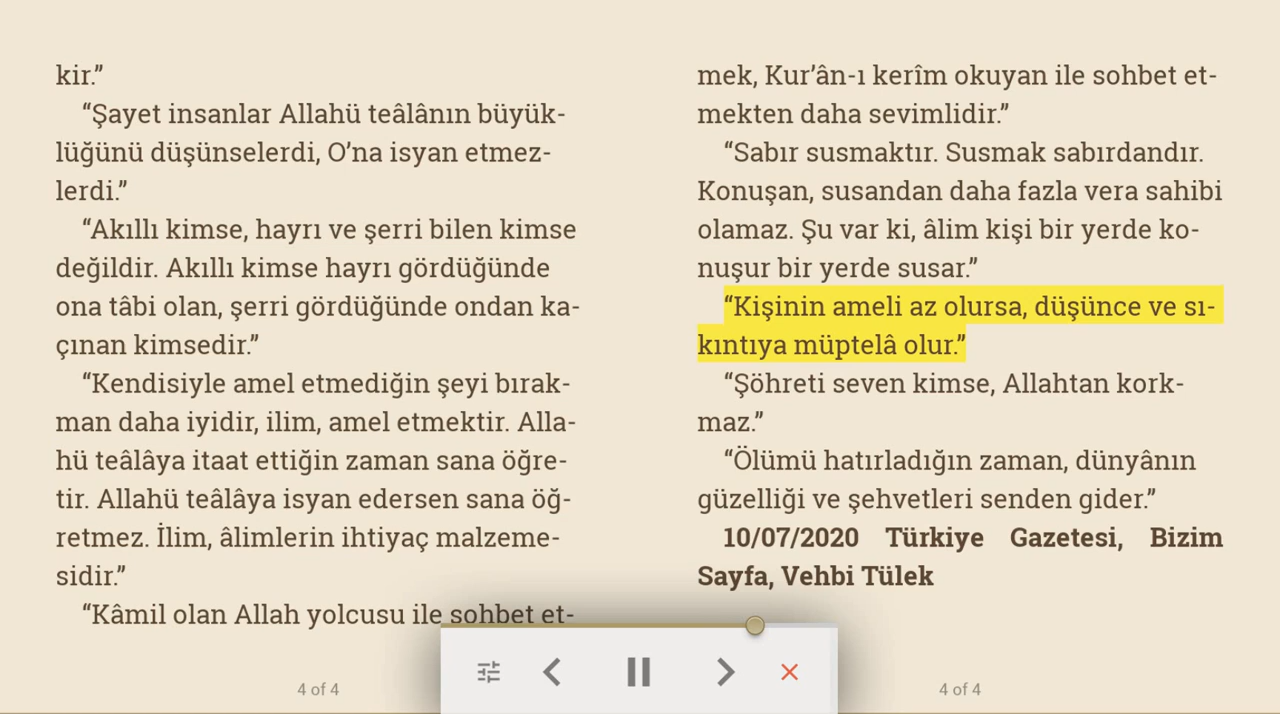 kir.”
“Şayet insanlar Allahü teâlânın büyük-
lüğünü düşünselerdi, O’na isyan etmez-
lerdi.”
“Akıllı kimse, hayrı ve şerri bilen kimse
değildir. Akıllı kimse hayrı gördüğünde
ona tâbi olan, şerri gördüğünde ondan ka-
çınan kimsedir.”
“Kendisiyle amel etmediğin şeyi bırak-
man daha iyidir, ilim, amel etmektir. Alla-
hü teâlâya itaat ettiğin zaman sana öğre-
tir. Allahü teâlâya isyan edersen sana öğ-
retmez. İlim, âlimlerin ihtiyaç malzeme-
sidir.”
“Kâmil olan Allah yolcusu ile sohbet et-
4 of 4
mek, Kur’ân-ı kerîm okuyan ile sohbet et-
mekten daha sevimlidir.”
“Sabır susmaktır. Susmak sabırdandır.
Konuşan, susandan daha fazla vera sahibi
olamaz. Şu var ki, âlim kişi bir yerde ko-
nuşur bir yerde susar.”
“Kişinin ameli az olursa, düşünce ve sı-
kıntıya müptelâ olur.”
“Şöhreti seven kimse, Allahtan kork-
maz.”
“Ölümü hatırladığın zaman, dünyânın
güzelliği ve şehvetleri senden gider.”
10/07/2020 Türkiye Gazetesi, Bizim
Sayfa, Vehbi Tülek
4 of 4